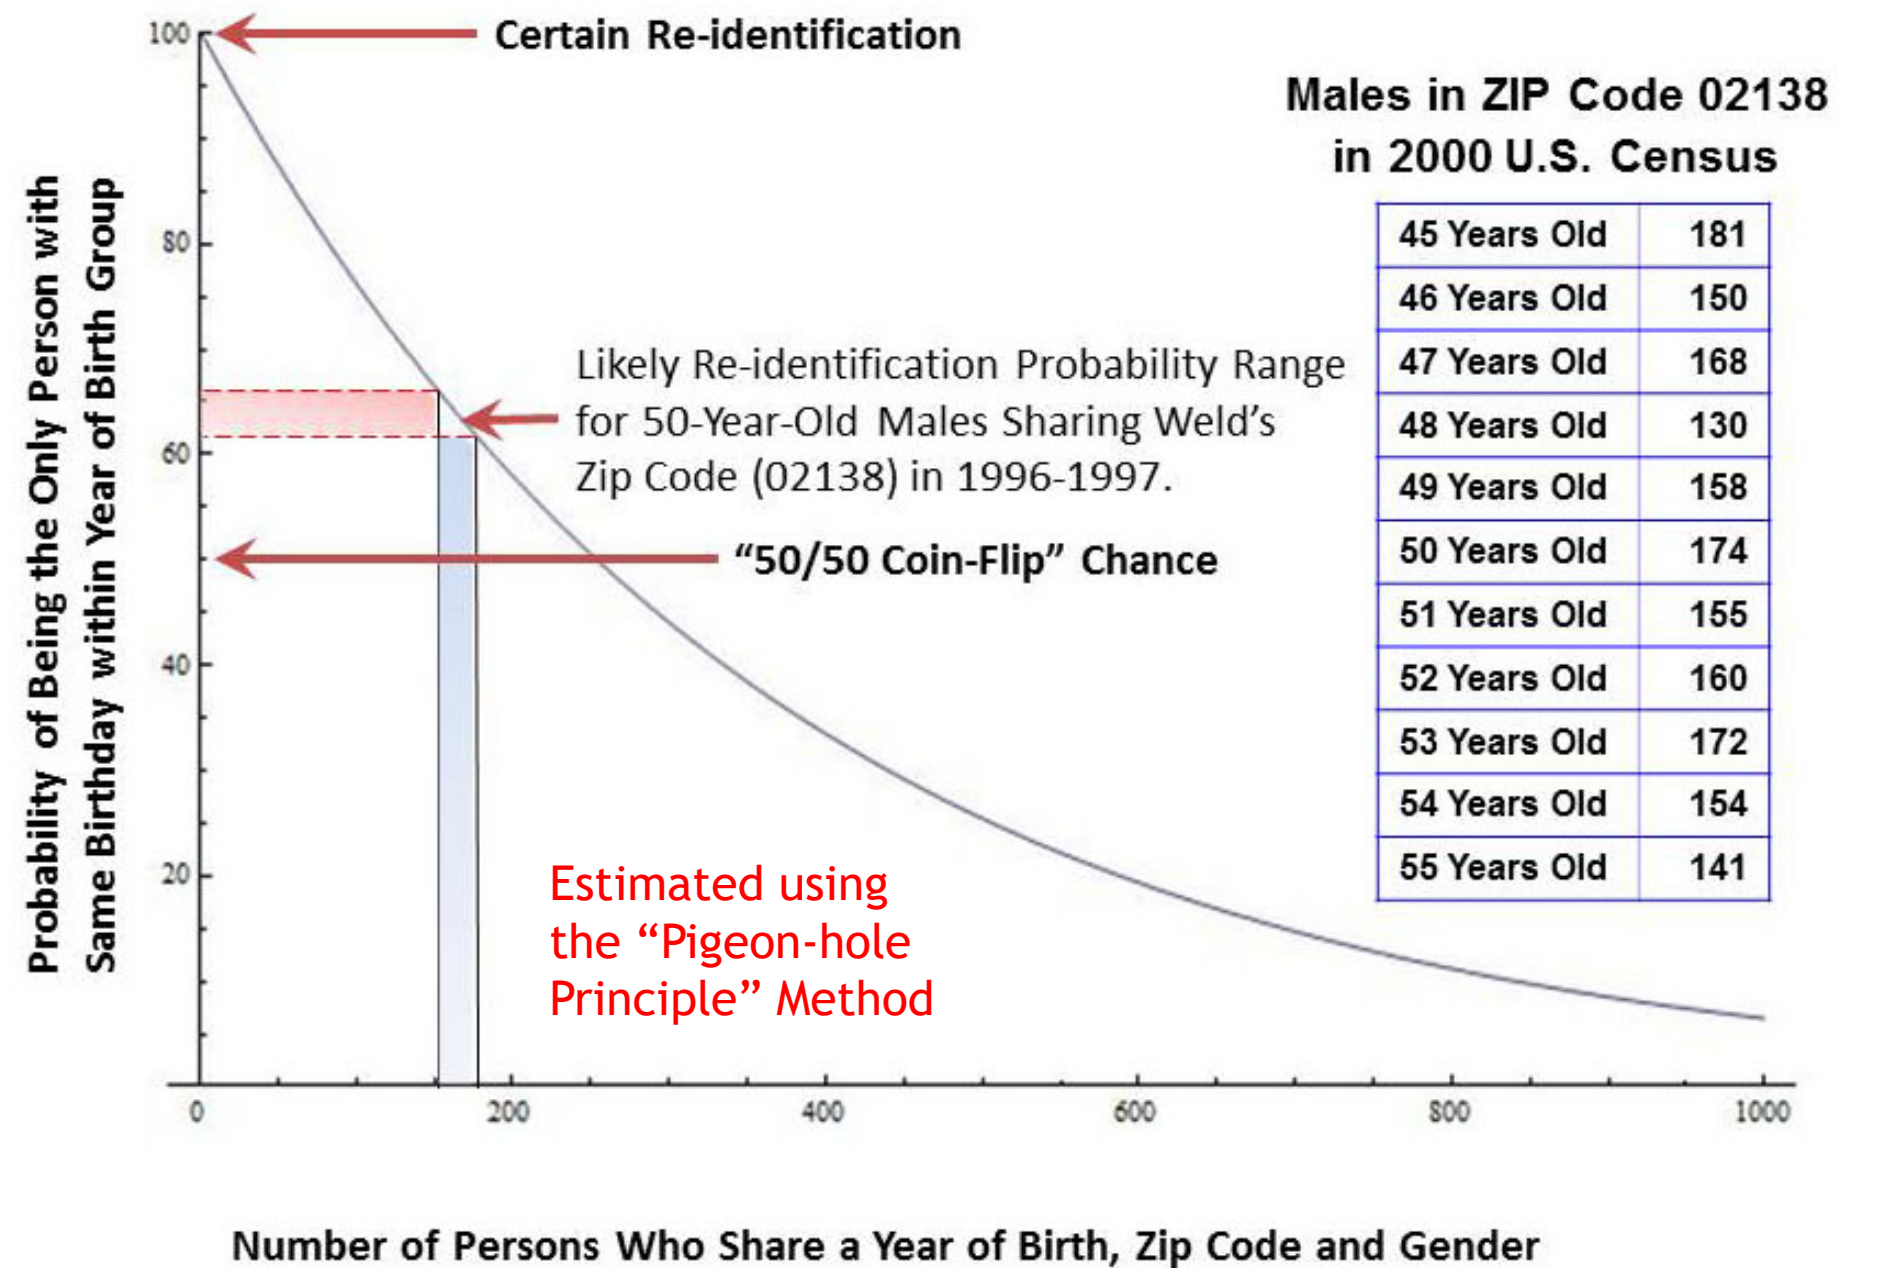 100
Certain Re-identification
Males in ZIP Code 02138
in 2000 U.S. Census
Probability of Being the Only Person with
Same Birthday within Year of Birth Group
80
60
40
20
45 Years Old 181
46 Years Old 150
47 Years Old 168
48 Years Old 130
49 Years Old 158
50 Years Old 174
51 Years Old 155
52 Years Old 160
53 Years Old 172
54 Years Old 154
55 Years Old 141
Likely Re-identification Probability Range
for 50-Year-Old Males Sharing Weld’s
Zip Code (02138) in 1996-1997.
“50/50 Coin-Flip” Chance
Estimated using
the “Pigeon-hole
Principle” Method
0 200 400 600 800 1000
Number of Persons Who Share a Year of Birth, Zip Code and Gender